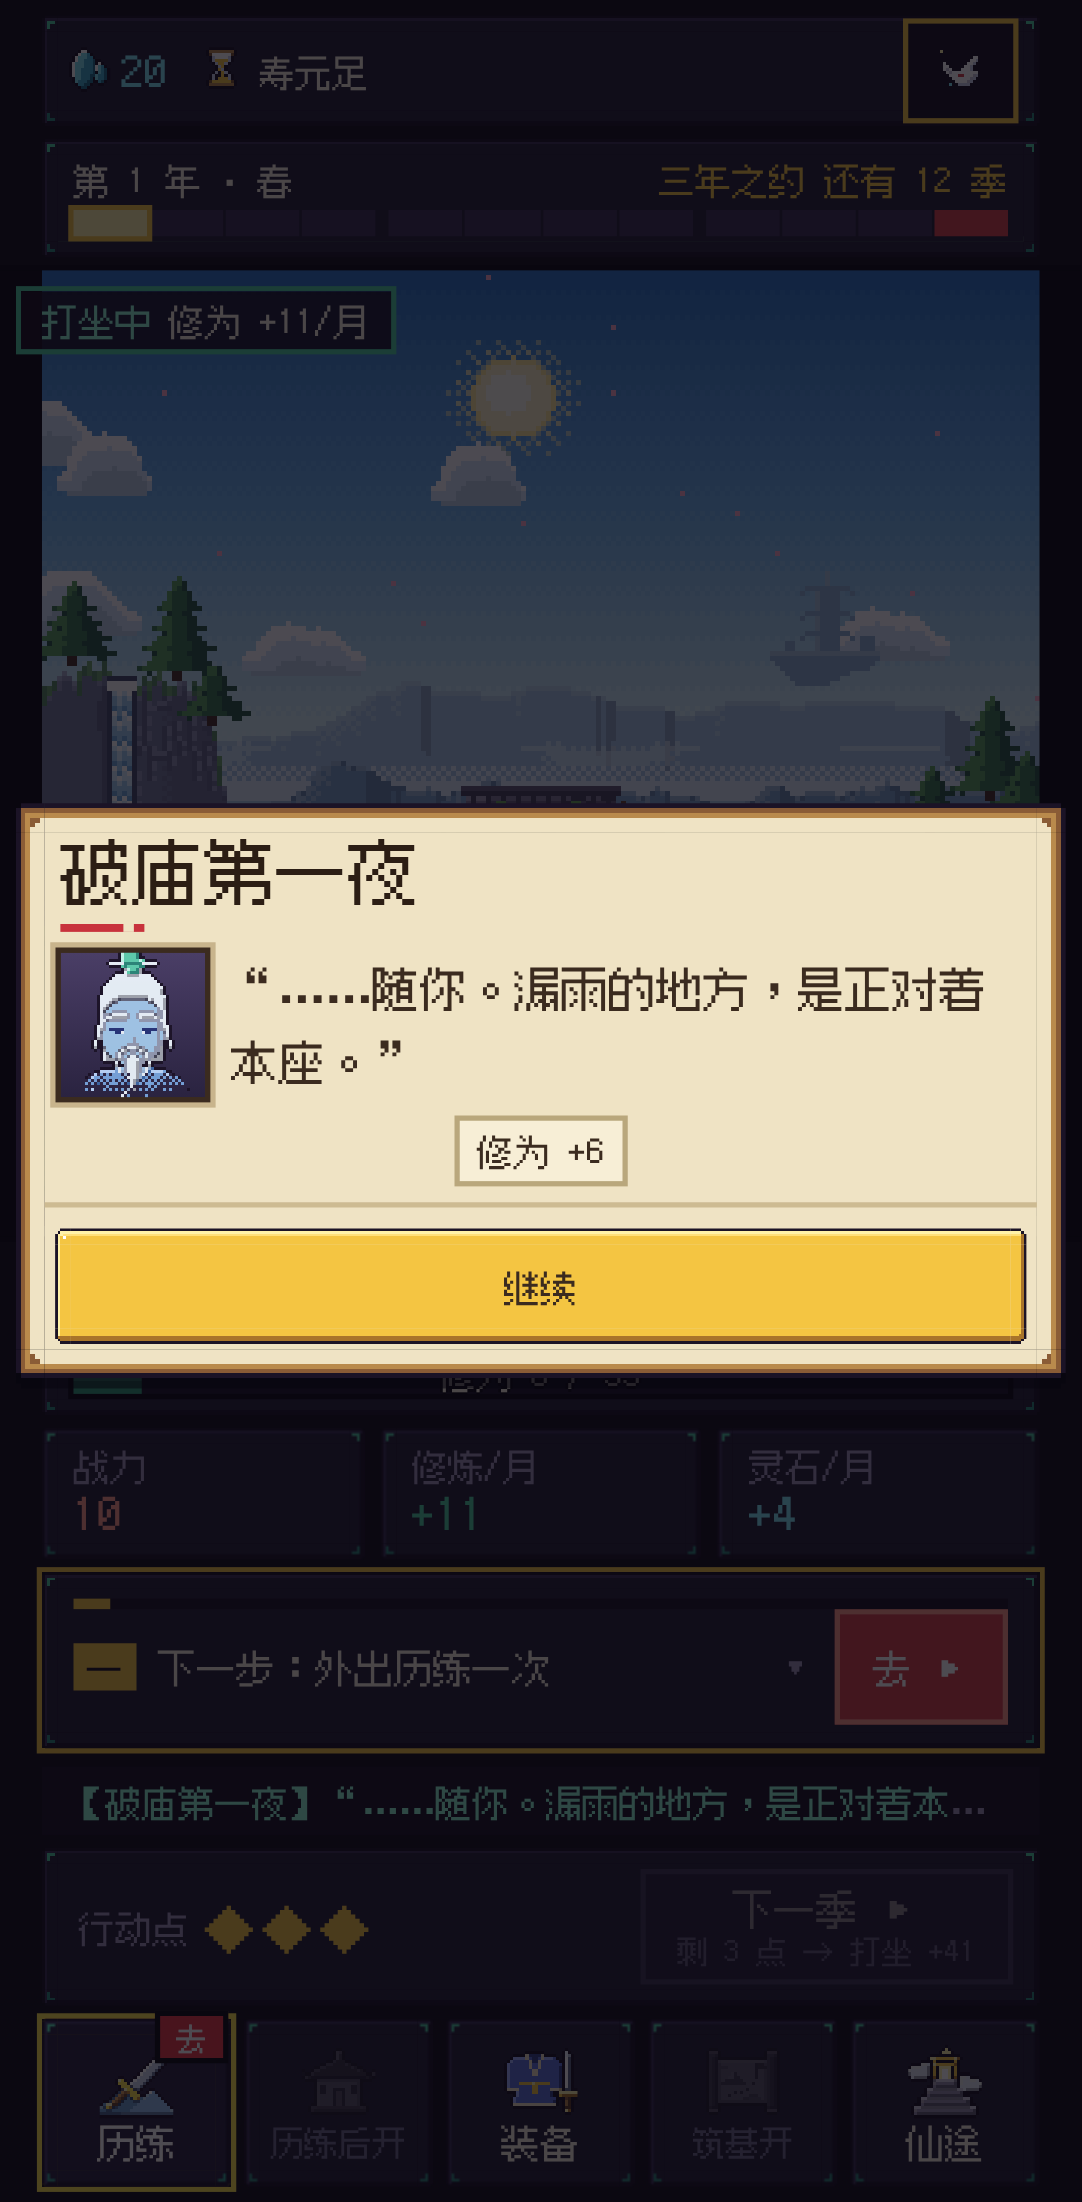 20 寿元足
第 1 年 · 春
三年之约 还有 12 季
打坐中 修为 +11/月
破庙第一夜
“……随你。漏雨的地方，是正对着
本座。”
修为 +6
继续
战力
10
修炼/月
+11
灵石/月
+4
一 下一步：外出历练一次 ▼
去 ▶
【破庙第一夜】“……随你。漏雨的地方，是正对着本…
行动点
下一季 ▶
剩 3 点 → 打坐 +41
去
历练
历练后开
装备
筑基开
仙途